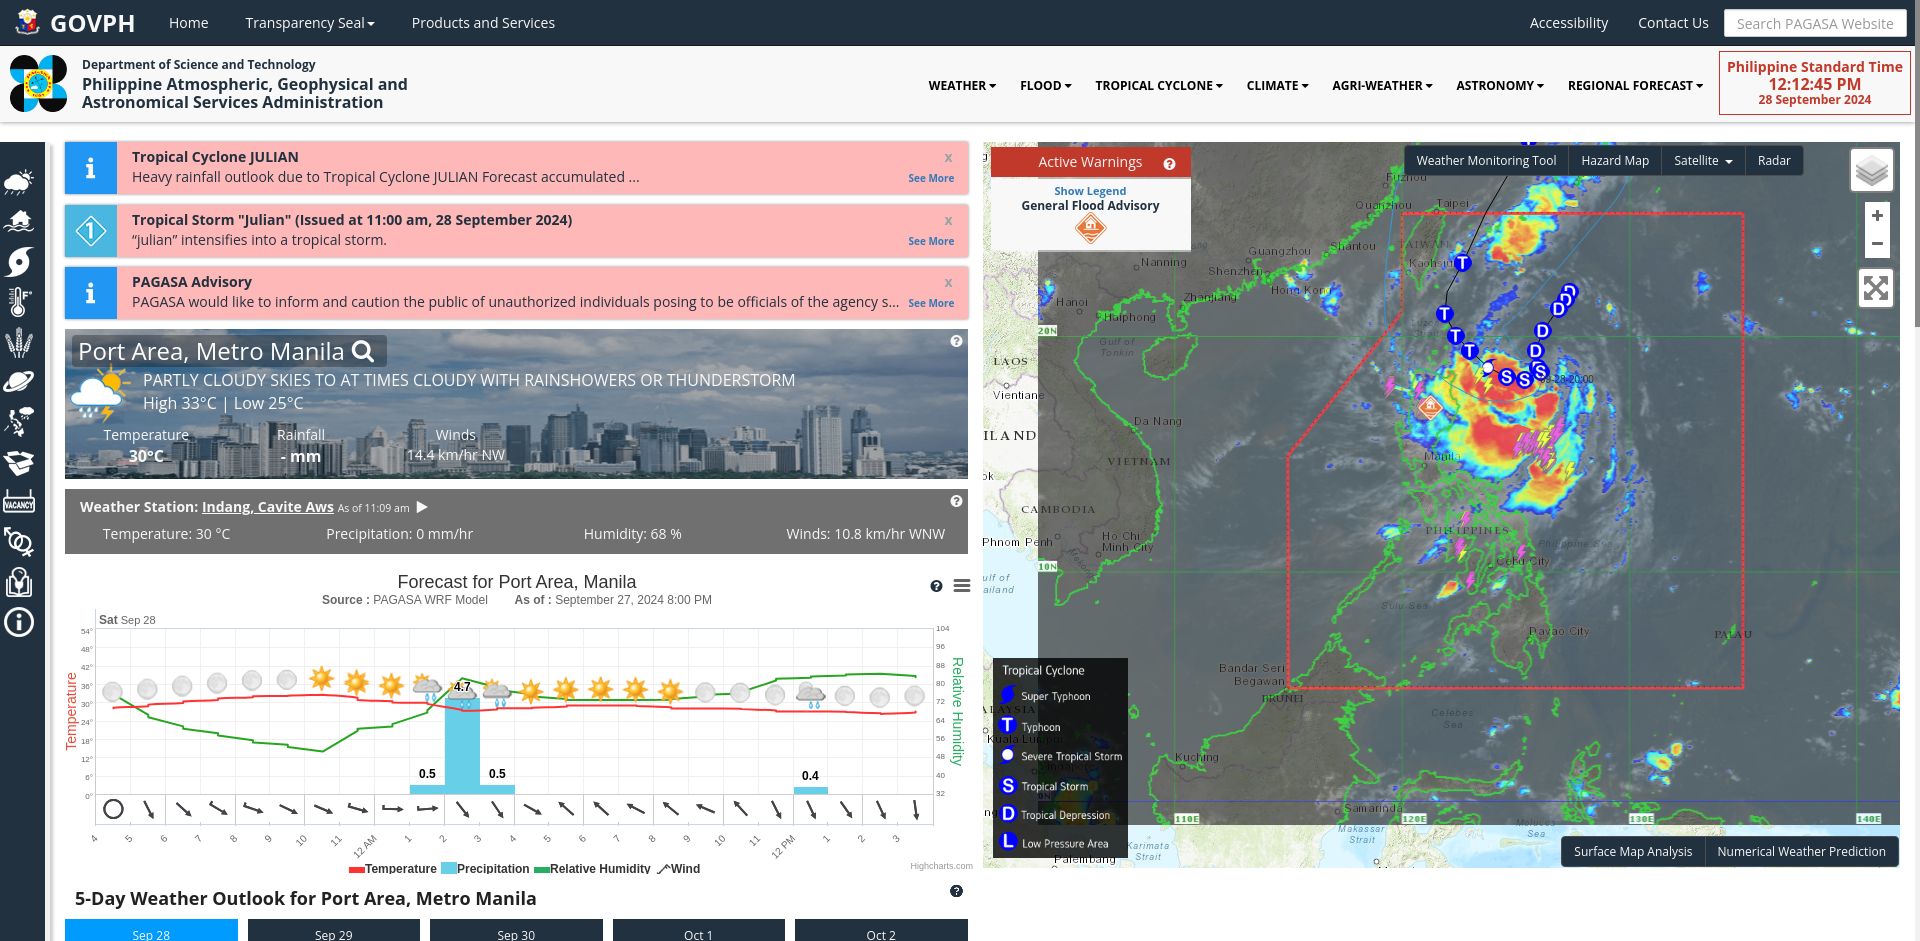 GOVPH
Home
Transparency Seal
Products and Services
Accessibility
Contact Us
Search PAGASA Website
Department of Science and Technology
Philippine Atmospheric, Geophysical and
Astronomical Services Administration
WEATHER
FLOOD
TROPICAL CYCLONE
CLIMATE
AGRI-WEATHER
ASTRONOMY
REGIONAL FORECAST
Philippine Standard Time
12:12:45 PM
28 September 2024
VACANCY
Tropical Cyclone JULIAN
x
Heavy rainfall outlook due to Tropical Cyclone JULIAN Forecast accumulated ...
See More
1
Tropical Storm "Julian" (Issued at 11:00 am, 28 September 2024)
x
“julian” intensifies into a tropical storm.
See More
PAGASA Advisory
x
PAGASA would like to inform and caution the public of unauthorized individuals posing to be officials of the agency s...
See More
Port Area, Metro Manila
PARTLY CLOUDY SKIES TO AT TIMES CLOUDY WITH RAINSHOWERS OR THUNDERSTORM
High 33°C | Low 25°C
Temperature
Rainfall
Winds
30°C
- mm
14.4 km/hr NW
Weather Station: Indang, Cavite Aws As of 11:09 am
Temperature: 30 °C
Precipitation: 0 mm/hr
Humidity: 68 %
Winds: 10.8 km/hr WNW
Forecast for Port Area, Manila
Source : PAGASA WRF Model
As of : September 27, 2024 8:00 PM
Sat Sep 28
Temperature
54°
48°
42°
36°
30°
24°
18°
12°
6°
0°
104
96
88
80
72
64
56
48
40
32
Relative Humidity
0.5
4.7
0.5
0.4
4
5
6
7
8
9
10
11
12 AM
1
2
3
4
5
6
7
8
9
10
11
12 PM
1
2
3
Temperature
Precipitation
Relative Humidity
Wind
Highcharts.com
5-Day Weather Outlook for Port Area, Metro Manila
Sep 28
Sep 29
Sep 30
Oct 1
Oct 2
Active Warnings
Show Legend
General Flood Advisory
Weather Monitoring Tool
Hazard Map
Satellite
Radar
+
−
Fuzhou
Quanzhou
Taipei
TAIWAN
Kaohsiu
Guangzhou
Shantou
Nanning
Shenzhen
Hong Kong
Zhanjiang
Hanoi
Haiphong
20N
Gulf of
Tonkin
LAOS
Vientiane
Da Nang
ILAND
VIETNAM
Manila
CAMBODIA
Phnom Penh
Ho Chi
Minh City
PHILIPPINES
Philippine Sea
Cebu City
10N
ulf of
ailand
Sulu Sea
Davao City
PALAU
Bandar Seri
Begawan
BRUNEI
Celebes
Sea
Kuching
Samarinda
110E
120E
130E
140E
Makassar
Strait
Karimata
Strait
Palembang
T
T
T
T
S
S
S
D
D
D
D
D
Tropical Cyclone
Super Typhoon
T Typhoon
Severe Tropical Storm
S Tropical Storm
D Tropical Depression
L Low Pressure Area
Surface Map Analysis
Numerical Weather Prediction